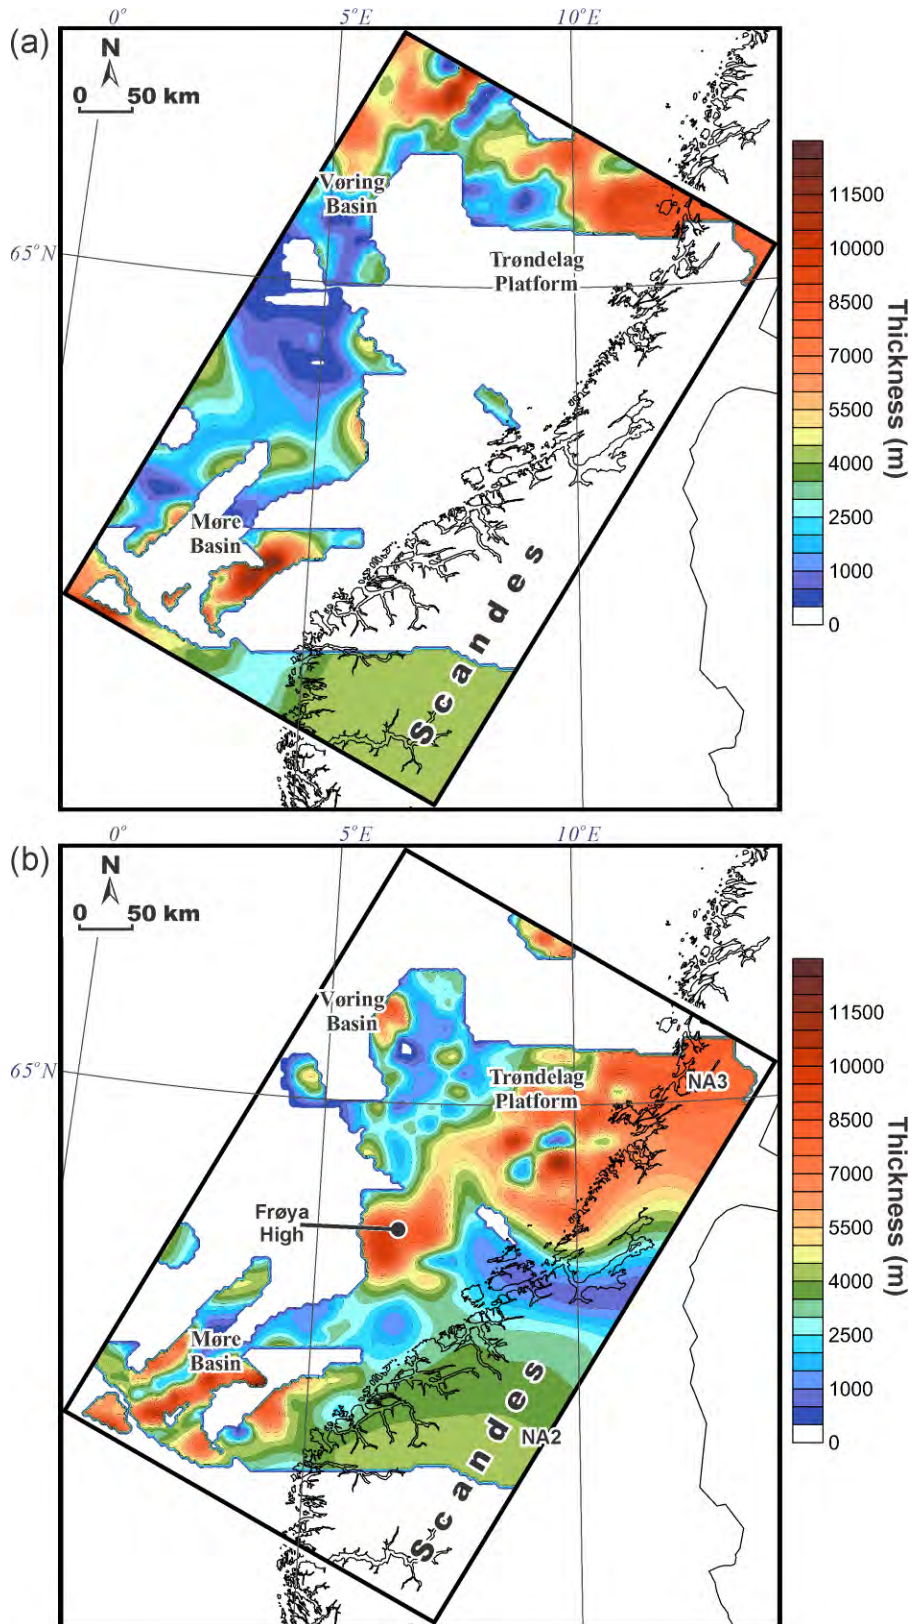 (a)
0°
5°E
10°E
N
0 50 km
Vøring
Basin
65°N
Trøndelag
Platform
Møre
Basin
Scandes
11500
10000
8500
7000
5500
4000
2500
1000
0
Thickness (m)
(b)
0°
5°E
10°E
N
0 50 km
Vøring
Basin
65°N
Trøndelag
Platform
NA3
Frøya
High
Møre
Basin
Scandes
NA2
11500
10000
8500
7000
5500
4000
2500
1000
0
Thickness (m)